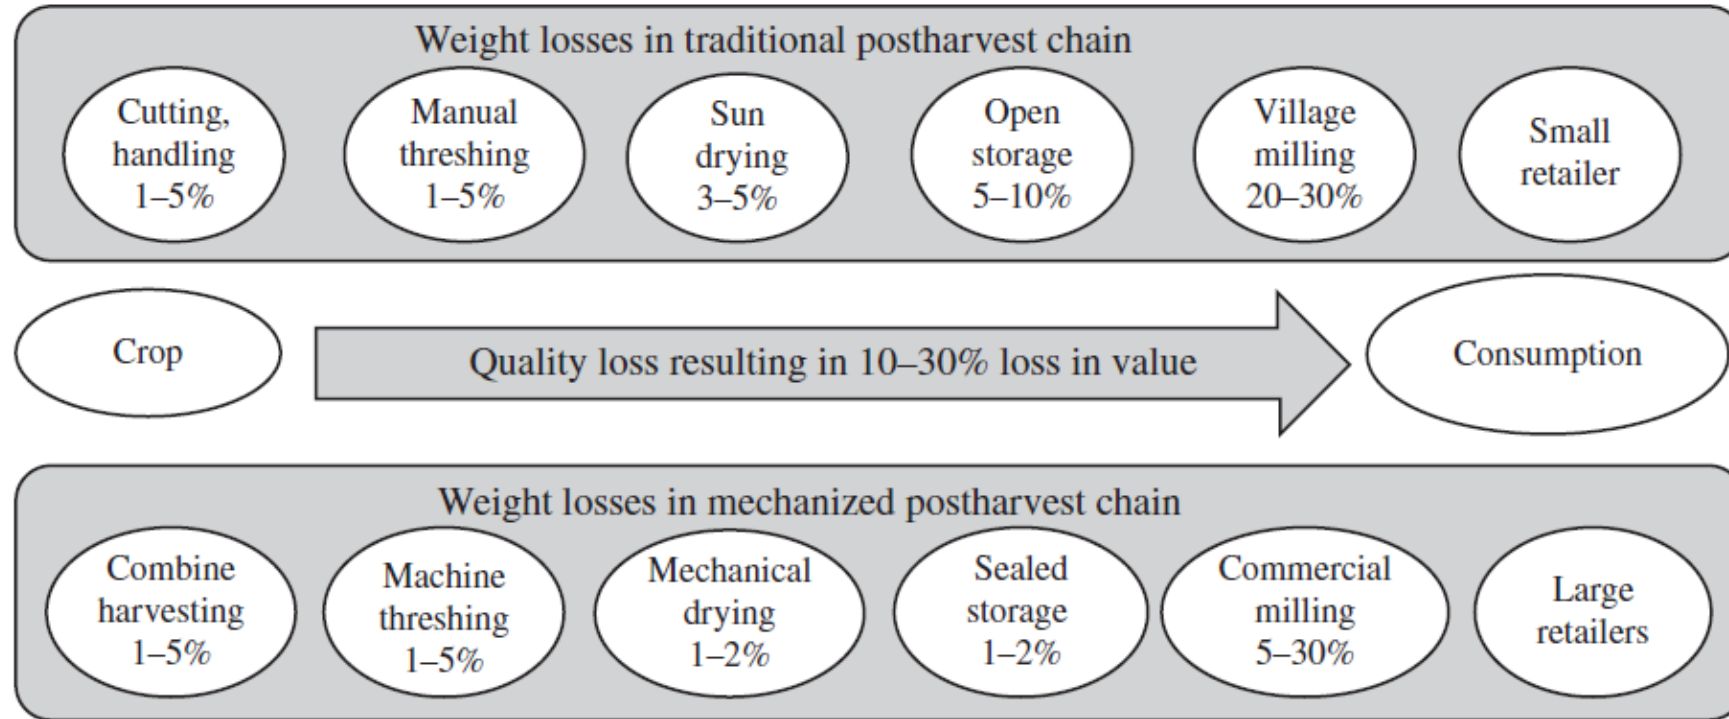 Weight losses in traditional postharvest chain
Cutting,
handling
1–5%
Manual
threshing
1–5%
Sun
drying
3–5%
Open
storage
5–10%
Village
milling
20–30%
Small
retailer
Crop
Quality loss resulting in 10–30% loss in value
Consumption
Weight losses in mechanized postharvest chain
Combine
harvesting
1–5%
Machine
threshing
1–5%
Mechanical
drying
1–2%
Sealed
storage
1–2%
Commercial
milling
5–30%
Large
retailers